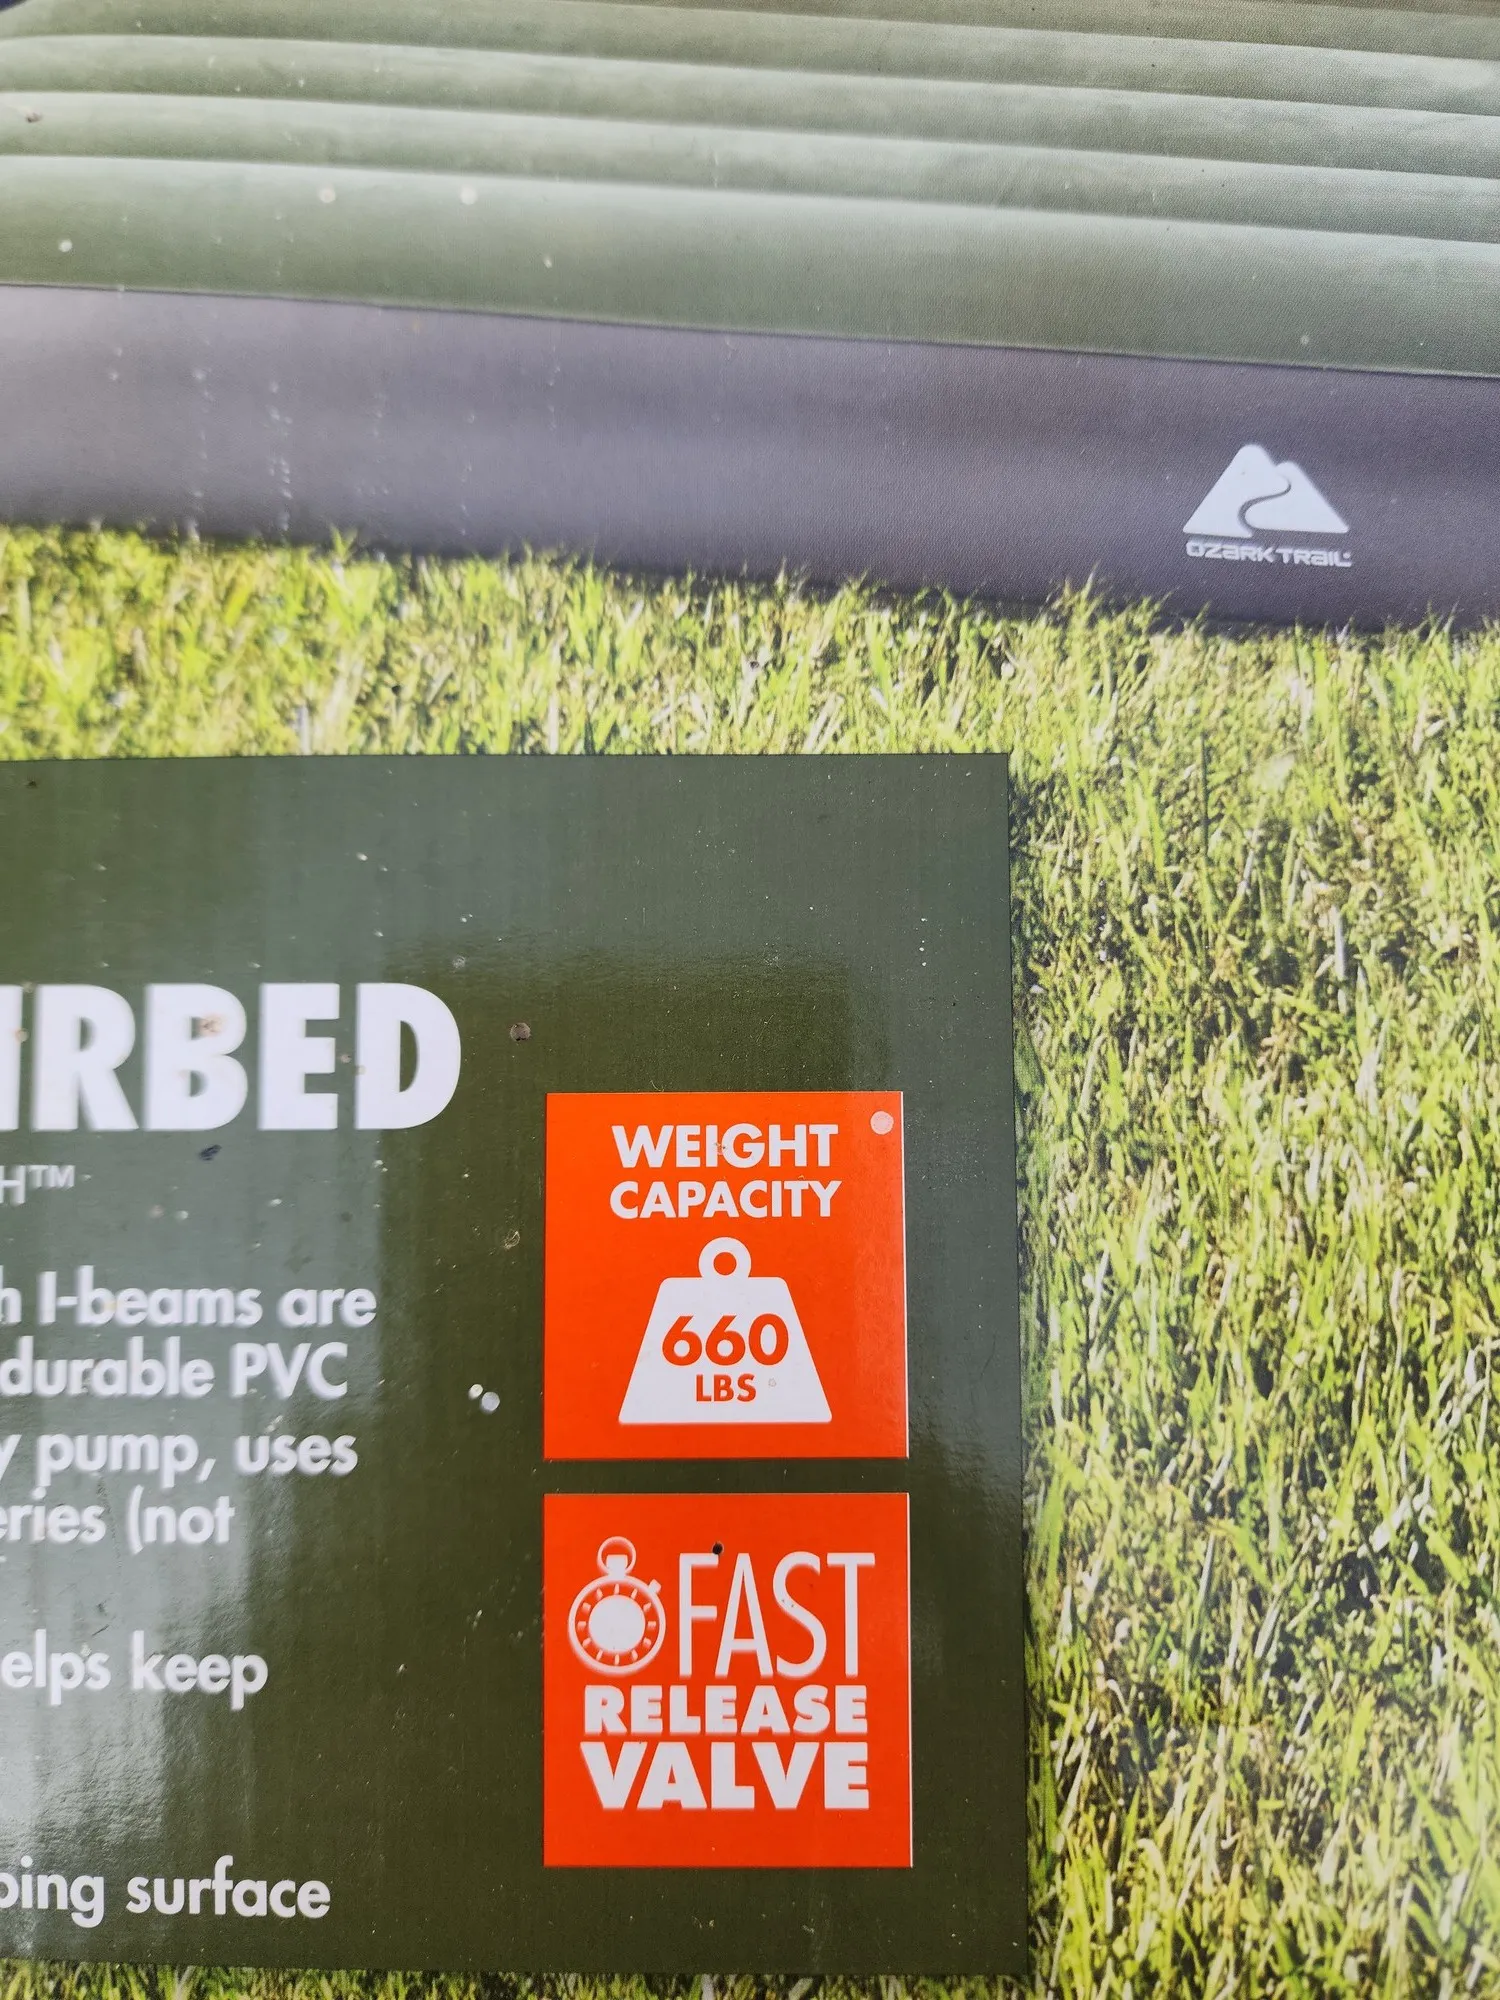 OZARK TRAIL
IRBED
H™
h I-beams are
durable PVC
y pump, uses
eries (not
elps keep
ping surface
WEIGHT
CAPACITY
660
LBS
FAST
RELEASE
VALVE